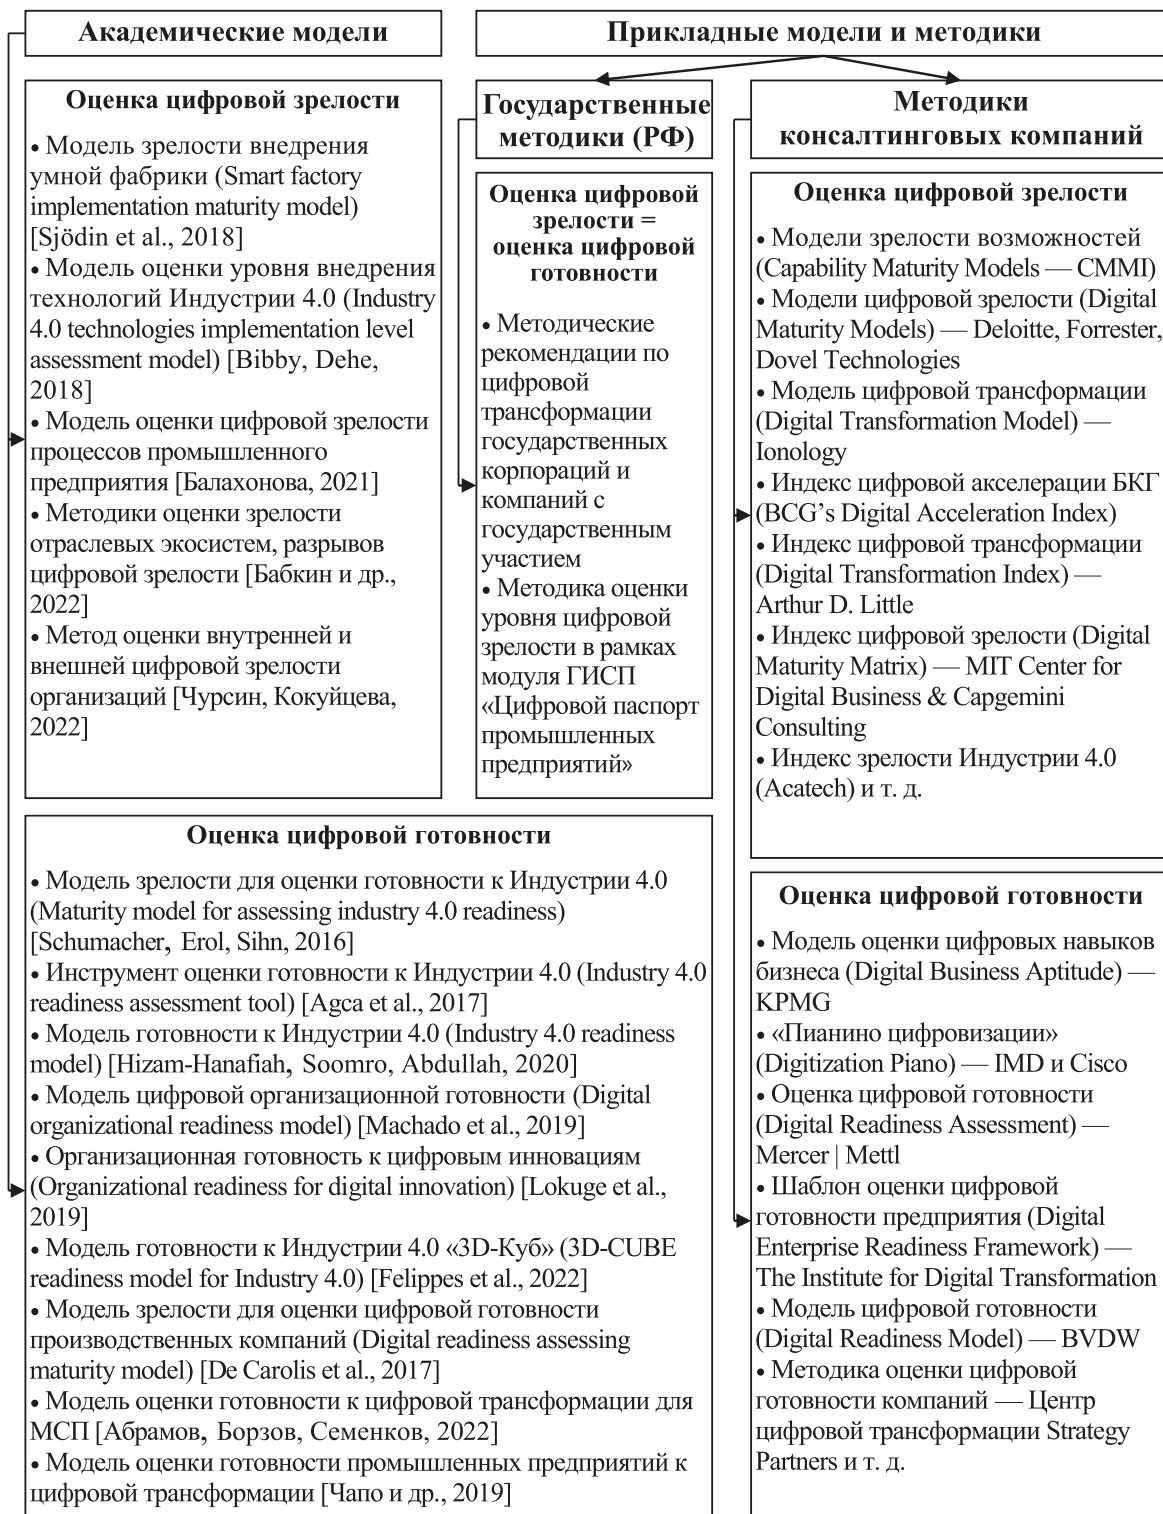 Академические модели
Прикладные модели и методики
Оценка цифровой зрелости
• Модель зрелости внедрения
умной фабрики (Smart factory
implementation maturity model)
[Sjödin et al., 2018]
• Модель оценки уровня внедрения
технологий Индустрии 4.0 (Industry
4.0 technologies implementation level
assessment model) [Bibby, Dehe,
2018]
• Модель оценки цифровой зрелости
процессов промышленного
предприятия [Балахонова, 2021]
• Методики оценки зрелости
отраслевых экосистем, разрывов
цифровой зрелости [Бабкин и др.,
2022]
• Метод оценки внутренней и
внешней цифровой зрелости
организаций [Чурсин, Кокуйцева,
2022]
Государственные
методики (РФ)
Оценка цифровой
зрелости =
оценка цифровой
готовности
• Методические
рекомендации по
цифровой
трансформации
государственных
корпораций и
компаний с
государственным
участием
• Методика оценки
уровня цифровой
зрелости в рамках
модуля ГИСП
«Цифровой паспорт
промышленных
предприятий»
Методики
консалтинговых компаний
Оценка цифровой зрелости
• Модели зрелости возможностей
(Capability Maturity Models — CMMI)
• Модели цифровой зрелости (Digital
Maturity Models) — Deloitte, Forrester,
Dovel Technologies
• Модель цифровой трансформации
(Digital Transformation Model) —
Ionology
• Индекс цифровой акселерации БКГ
(BCG’s Digital Acceleration Index)
• Индекс цифровой трансформации
(Digital Transformation Index) —
Arthur D. Little
• Индекс цифровой зрелости (Digital
Maturity Matrix) — MIT Center for
Digital Business & Capgemini
Consulting
• Индекс зрелости Индустрии 4.0
(Acatech) и т. д.
Оценка цифровой готовности
• Модель зрелости для оценки готовности к Индустрии 4.0
(Maturity model for assessing industry 4.0 readiness)
[Schumacher, Erol, Sihn, 2016]
• Инструмент оценки готовности к Индустрии 4.0 (Industry 4.0
readiness assessment tool) [Agca et al., 2017]
• Модель готовности к Индустрии 4.0 (Industry 4.0 readiness
model) [Hizam-Hanafiah, Soomro, Abdullah, 2020]
• Модель цифровой организационной готовности (Digital
organizational readiness model) [Machado et al., 2019]
• Организационная готовность к цифровым инновациям
(Organizational readiness for digital innovation) [Lokuge et al.,
2019]
• Модель готовности к Индустрии 4.0 «3D-Куб» (3D-CUBE
readiness model for Industry 4.0) [Felippes et al., 2022]
• Модель зрелости для оценки цифровой готовности
производственных компаний (Digital readiness assessing
maturity model) [De Carolis et al., 2017]
• Модель оценки готовности к цифровой трансформации для
МСП [Абрамов, Борзов, Семенков, 2022]
• Модель оценки готовности промышленных предприятий к
цифровой трансформации [Чапо и др., 2019]
Оценка цифровой готовности
• Модель оценки цифровых навыков
бизнеса (Digital Business Aptitude) —
KPMG
• «Пианино цифровизации»
(Digitization Piano) — IMD и Cisco
• Оценка цифровой готовности
(Digital Readiness Assessment) —
Mercer | Mettl
• Шаблон оценки цифровой
готовности предприятия (Digital
Enterprise Readiness Framework) —
The Institute for Digital Transformation
• Модель цифровой готовности
(Digital Readiness Model) — BVDW
• Методика оценки цифровой
готовности компаний — Центр
цифровой трансформации Strategy
Partners и т. д.